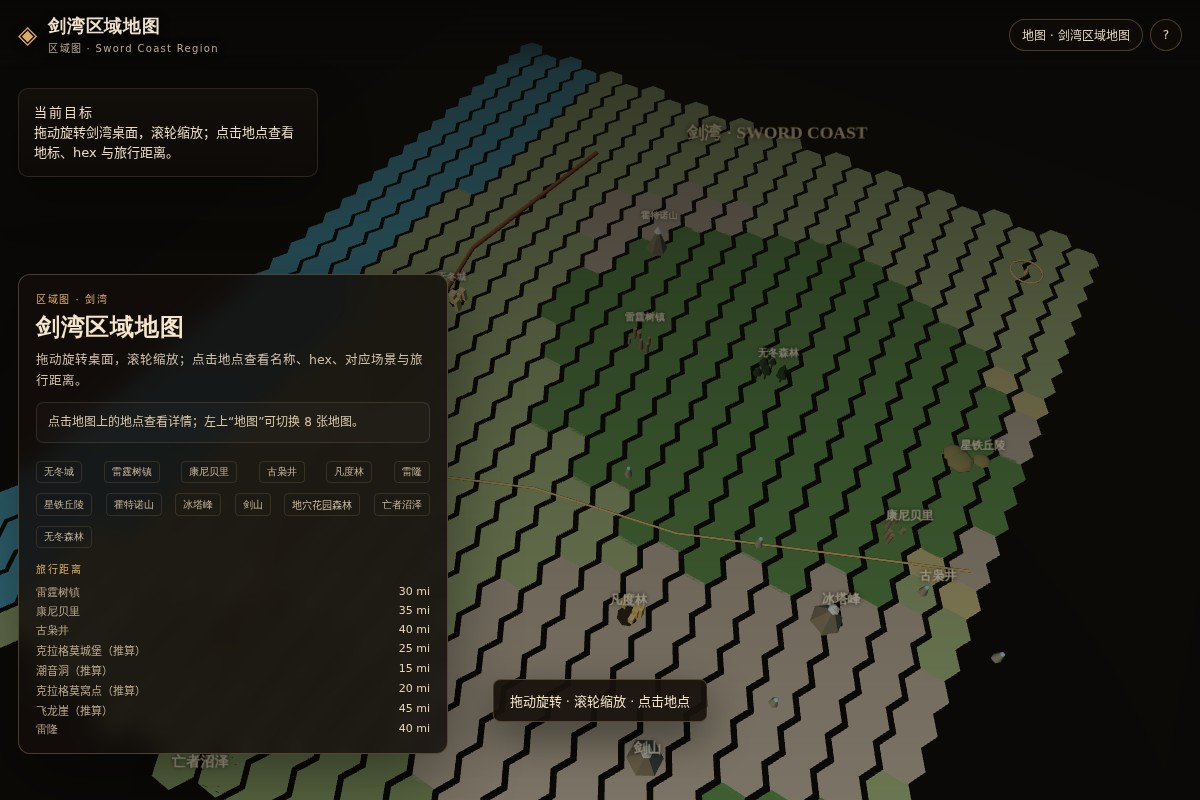 剑湾区域地图
区域图 · Sword Coast Region
地图 · 剑湾区域地图
?
当前目标
拖动旋转剑湾桌面，滚轮缩放；点击地点查看
地标、hex 与旅行距离。
剑湾 · SWORD COAST
霍特诺山
无冬城
雷霆树镇
无冬森林
星铁丘陵
康尼贝里
古枭井
凡度林
冰塔峰
剑山
亡者沼泽
区域图 · 剑湾
剑湾区域地图
拖动旋转桌面，滚轮缩放；点击地点查看名称、hex、对应场景与旅
行距离。
点击地图上的地点查看详情；左上“地图”可切换 8 张地图。
无冬城 雷霆树镇 康尼贝里 古枭井 凡度林 雷隆
星铁丘陵 霍特诺山 冰塔峰 剑山 地穴花园森林 亡者沼泽
无冬森林
旅行距离
雷霆树镇 30 mi
康尼贝里 35 mi
古枭井 40 mi
克拉格莫城堡（推算） 25 mi
潮音洞（推算） 15 mi
克拉格莫窝点（推算） 20 mi
飞龙崖（推算） 45 mi
雷隆 40 mi
拖动旋转 · 滚轮缩放 · 点击地点